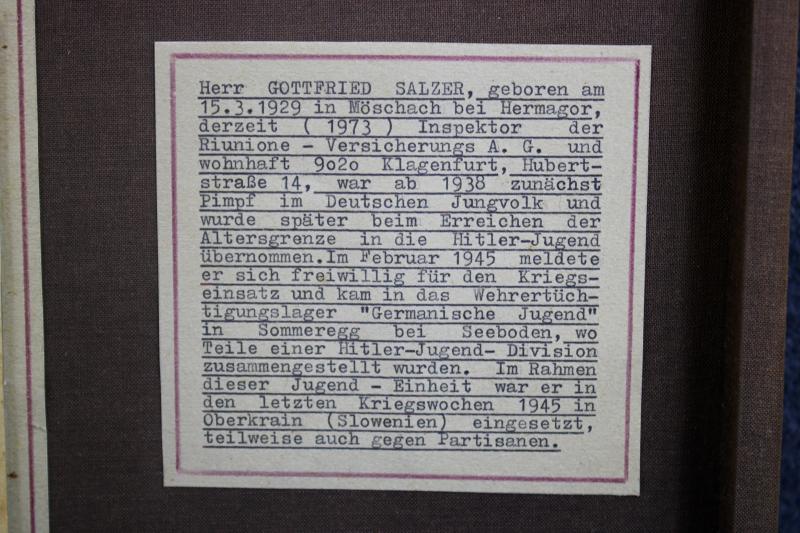 Herr GOTTFRIED SALZER, geboren am
15.3.1929 in Möschach bei Hermagor,
derzeit ( 1973 ) Inspektor der
Riunione - Versicherungs A. G. und
wohnhaft 9o2o Klagenfurt, Hubert-
straße 14, war ab 1938 zunächst
Pimpf im Deutschen Jungvolk und
wurde später beim Erreichen der
Altersgrenze in die Hitler-Jugend
übernommen.Im Februar 1945 meldete
er sich freiwillig für den Kriegs-
einsatz und kam in das Wehrertüch-
tigungslager "Germanische Jugend"
in Sommeregg bei Seeboden, wo
Teile einer Hitler-Jugend- Division
zusammengestellt wurden. Im Rahmen
dieser Jugend - Einheit war er in
den letzten Kriegswochen 1945 in
Oberkrain (Slowenien) eingesetzt,
teilweise auch gegen Partisanen.